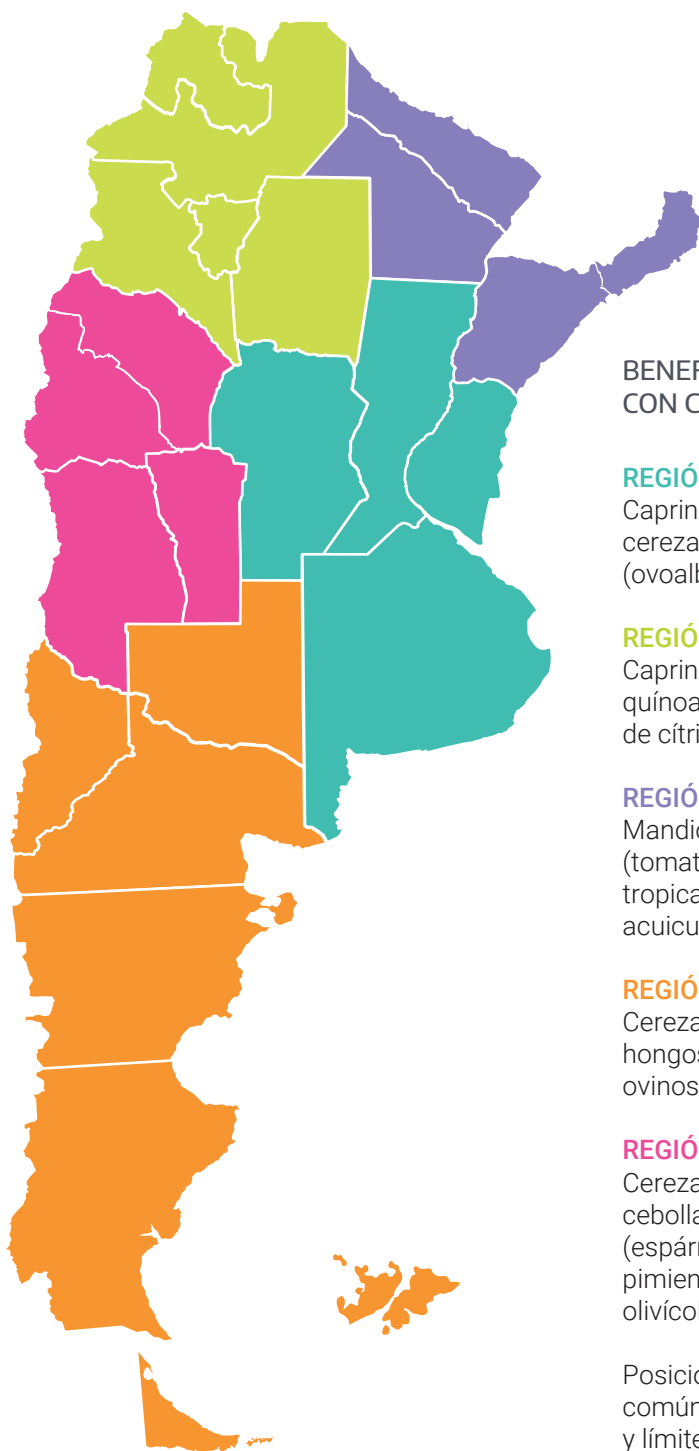 BENEF
CON C
REGIÓ
Caprin
cereza
(ovoalb
REGIÓ
Caprin
quínoa
de cítri
REGIÓ
Mandio
(tomat
tropica
acuicu
REGIÓ
Cereza
hongos
ovinos
REGIÓ
Cereza
cebolla
(espárr
pimien
olivícol
Posicio
común
y límite